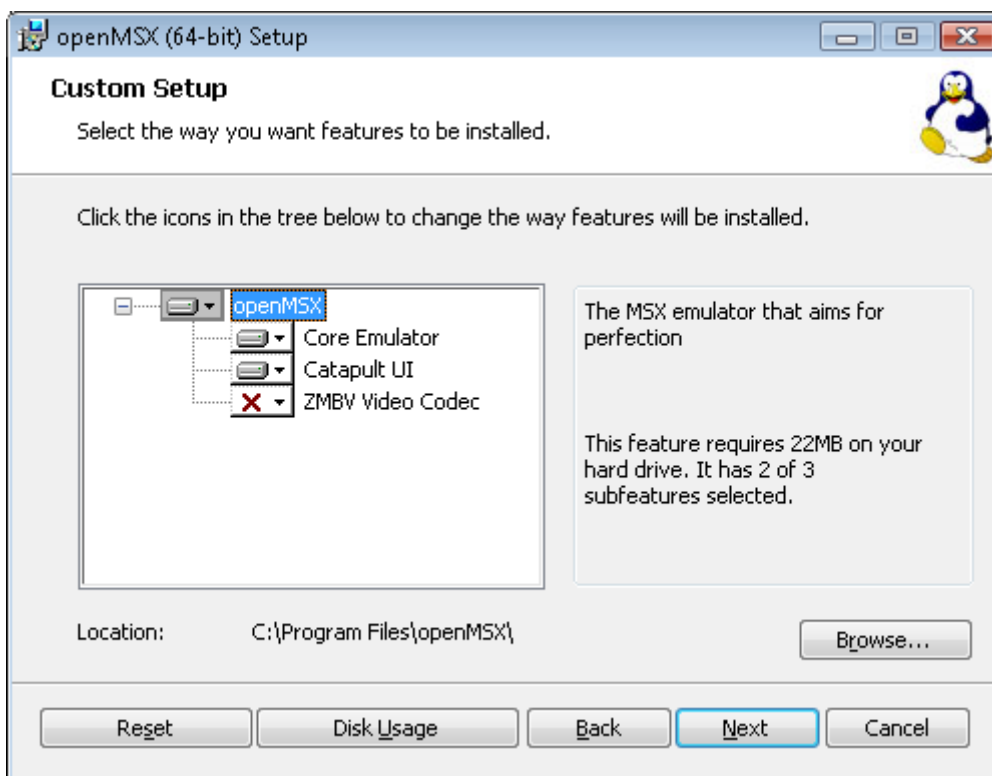 openMSX (64-bit) Setup
Custom Setup
Select the way you want features to be installed.
Click the icons in the tree below to change the way features will be installed.
openMSX
Core Emulator
Catapult UI
ZMBV Video Codec
The MSX emulator that aims for
perfection
This feature requires 22MB on your
hard drive. It has 2 of 3
subfeatures selected.
Location: C:\Program Files\openMSX\
Browse...
Reset Disk Usage Back Next Cancel